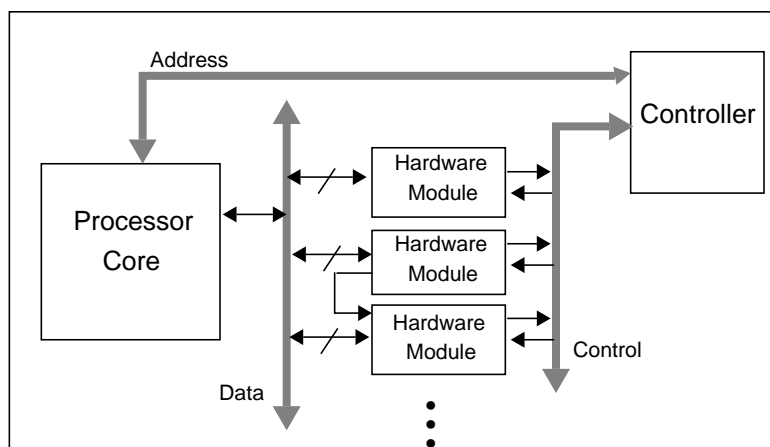 Address
Controller
Hardware
Module
Processor
Core
Hardware
Module
Hardware
Module
Control
Data